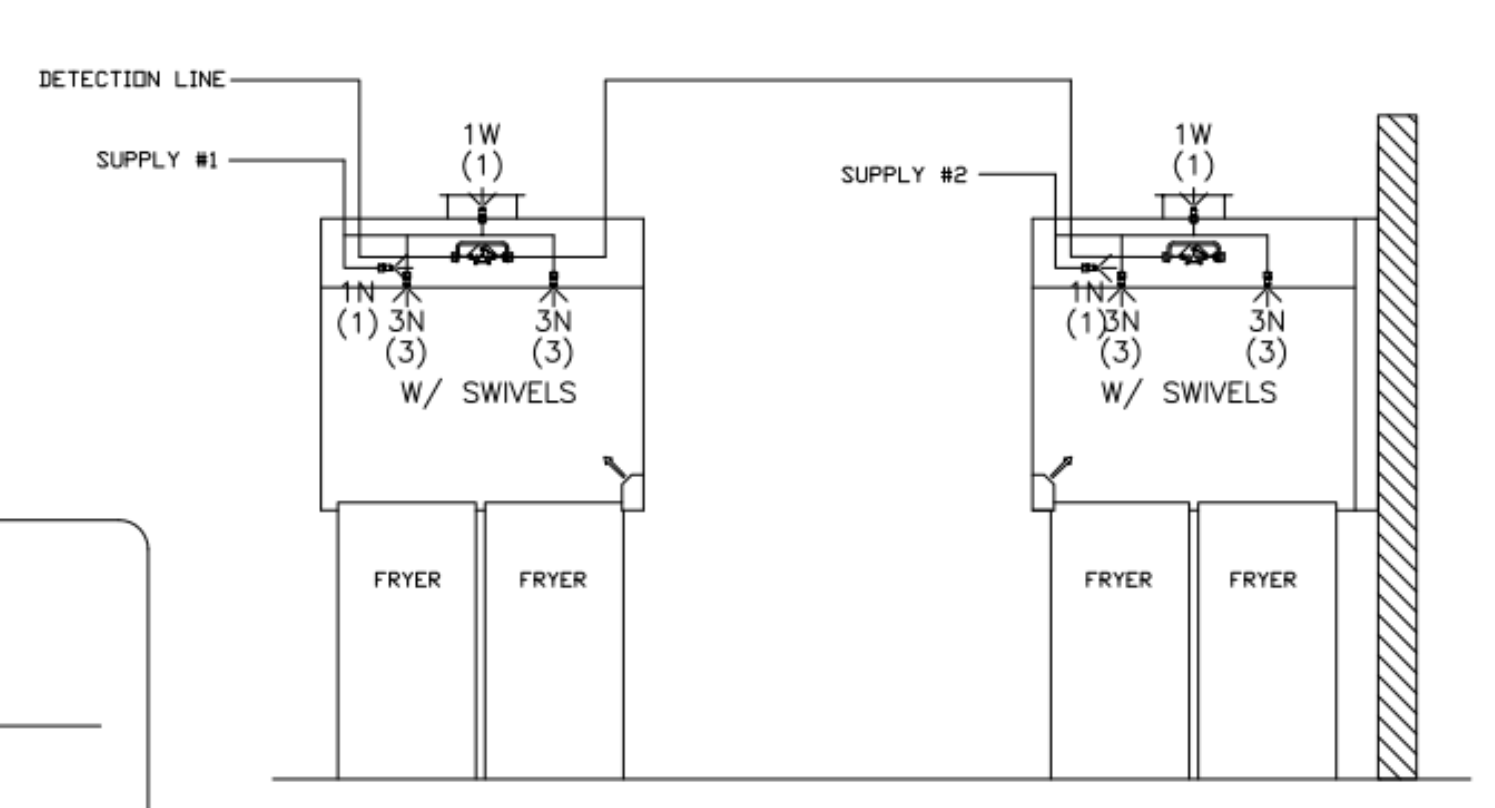 DETECTION LINE
SUPPLY #1
1W
(1)
1N
(1)
3N
(3)
3N
(3)
W/ SWIVELS
FRYER
FRYER
SUPPLY #2
1W
(1)
1N
(1)
3N
(3)
3N
(3)
W/ SWIVELS
FRYER
FRYER